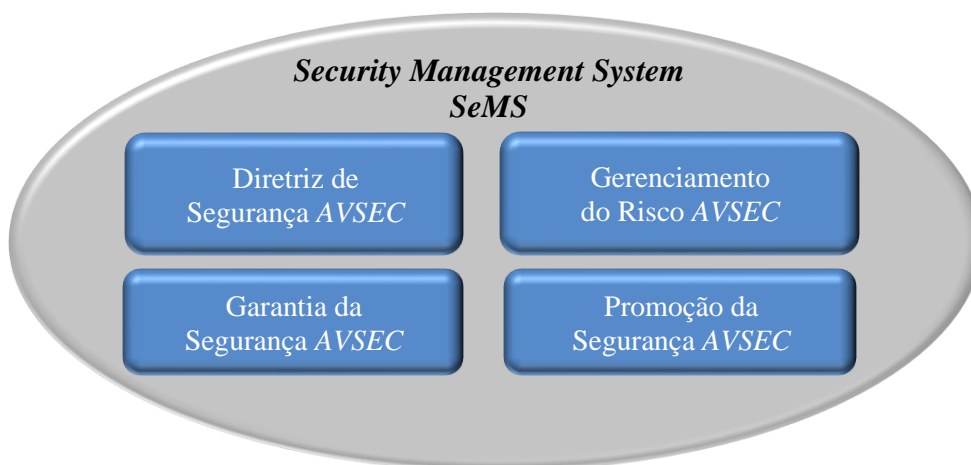 Security Management System
SeMS
Diretriz de
Segurança AVSEC
Gerenciamento
do Risco AVSEC
Garantia da
Segurança AVSEC
Promoção da
Segurança AVSEC